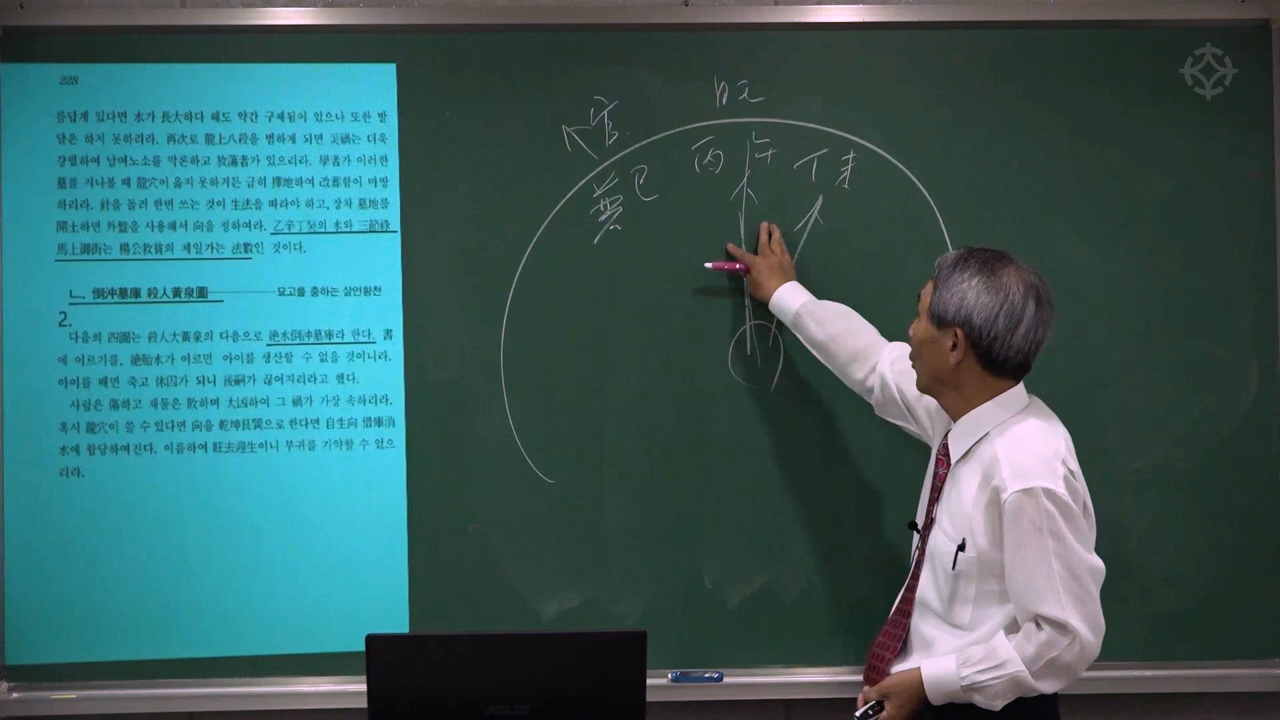 228
름답게 있다면 水가 長大하다 해도 약간 구제됨이 있으나 또한 발
달은 하지 못하리라. 再次로 龍上八殺을 범하게 되면 災禍는 더욱
강렬하여 남여노소를 막론하고 放蕩者가 있으리라. 學者가 이러한
墓를 지나볼 때 龍穴이 옳지 못하거든 급히 擇地하여 改葬함이 마땅
하리라. 針을 돌려 한번 쓰는 것이 生法을 따라야 하고, 장차 墓地를
開土하면 外盤을 사용해서 向을 정하여라. 乙辛丁癸의 水와 三節祿
馬上御街는 楊公救貧의 제일가는 法數인 것이다.
ㄴ. 倒沖墓庫 殺人黃泉圖 묘고를 충하는 살인황천
2.
다음의 四圖는 殺人大黃泉의 다음으로 絶水倒沖墓庫라 한다. 書
에 이르기를, 絶胎水가 이르면 아이를 생산할 수 없을 것이니라.
아이를 배면 죽고 休囚가 되니 後嗣가 끊어지리라고 했다.
사람은 傷하고 재물은 敗하며 大凶하여 그 禍가 가장 속하리라.
혹시 龍穴이 쓸 수 있다면 向을 乾坤艮巽으로 한다면 自生向 借庫消
水에 합당하여진다. 이름하여 旺去迎生이니 부귀를 기약할 수 있으
리라.
官 旺
巽巳 丙午 丁未
ASUS